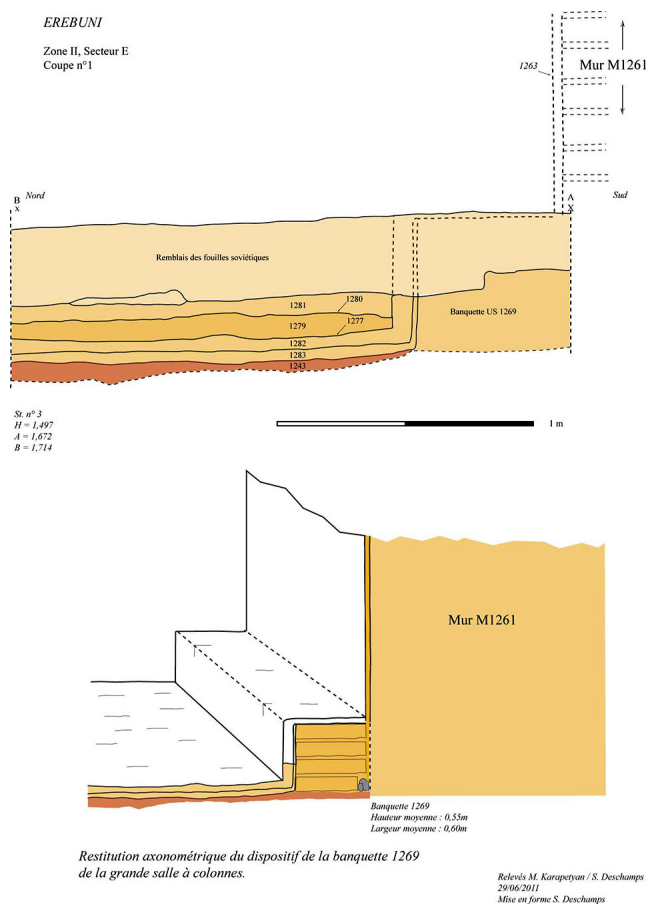 EREBUNI
Zone II, Secteur E
Coupe n°1
1263
Mur M1261
B
x
Nord
A
X
Sud
Remblais des fouilles soviétiques
1281
1280
1279
1277
1282
1283
1243
Banquette US 1269
St. n° 3
H = 1,497
A = 1,672
B = 1,714
1 m
Mur M1261
Banquette 1269
Hauteur moyenne : 0,55m
Largeur moyenne : 0,60m
Restitution axonométrique du dispositif de la banquette 1269
de la grande salle à colonnes.
Relevés M. Karapetyan / S. Deschamps
29/06/2011
Mise en forme S. Deschamps